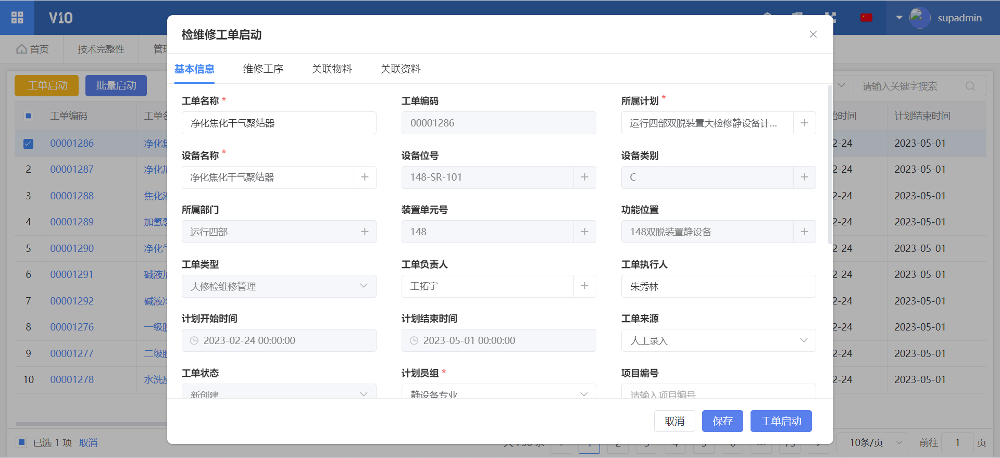 V10
supadmin
首页
技术完整性
检维修工单启动
基本信息
维修工序
关联物料
关联资料
工单启动
批量启动
请输入关键字搜索
工单编码
计划结束时间
00001286
2-24
2023-05-01
2
00001287
净化
2-24
2023-05-01
3
00001288
焦化
2-24
2023-05-01
4
00001289
加氢
2-24
2023-05-01
5
00001290
净化
2-24
2023-05-01
6
00001291
碱液
2-24
2023-05-01
7
00001292
碱液
2-24
2023-05-01
8
00001276
一级
2-24
2023-05-01
9
00001277
二级
2-24
2023-05-01
10
00001278
水洗
2-24
2023-05-01
工单名称 *
净化焦化干气聚结器
工单编码
00001286
所属计划 *
运行四部双脱装置大检修静设备计...
设备名称 *
净化焦化干气聚结器
设备位号
148-SR-101
设备类别
C
所属部门
运行四部
装置单元号
148
功能位置
148双脱装置静设备
工单类型
大修检维修管理
工单负责人
王拓宇
工单执行人
朱秀林
计划开始时间
2023-02-24 00:00:00
计划结束时间
2023-05-01 00:00:00
工单来源
人工录入
工单状态
新创建
计划员组 *
静设备专业
项目编号
请输入项目编号
取消
保存
工单启动
已选 1 项 取消
10条/页
前往 1 页